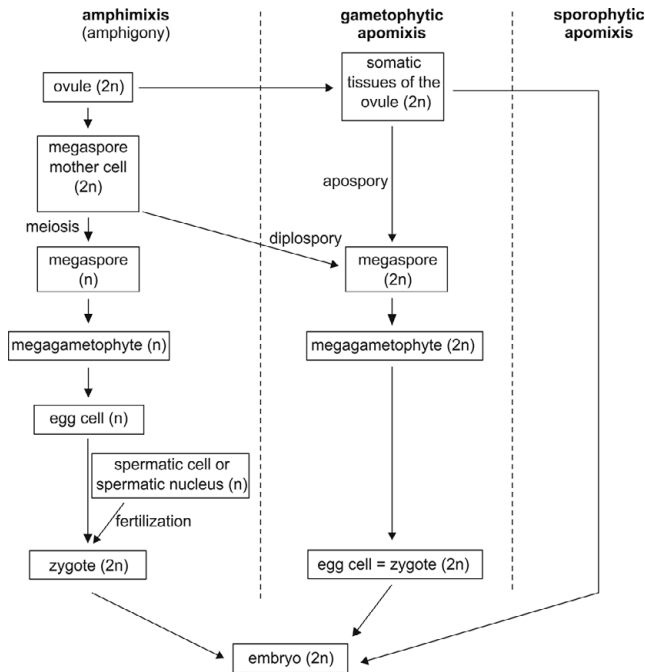 amphimixis
(amphigony)
gametophytic
apomixis
sporophytic
apomixis
ovule (2n)
somatic
tissues of the
ovule (2n)
megaspore
mother cell
(2n)
apospory
meiosis
diplospory
megaspore
(n)
megaspore
(2n)
megagametophyte (n)
megagametophyte (2n)
egg cell (n)
spermatic cell or
spermatic nucleus (n)
fertilization
zygote (2n)
egg cell = zygote (2n)
embryo (2n)